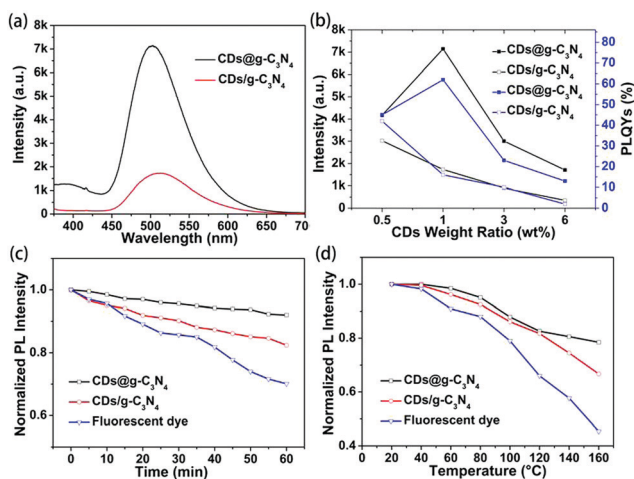 (a)
8k
7k
6k
5k
4k
3k
2k
1k
0
Intensity (a.u.)
CDs@g-C₃N₄
CDs/g-C₃N₄
400 450 500 550 600 650 70
Wavelength (nm)
(b)
8k
7k
6k
5k
4k
3k
2k
1k
0
Intensity (a.u.)
CDs@g-C₃N₄
CDs/g-C₃N₄
CDs@g-C₃N₄
CDs/g-C₃N₄
80
70
60
50
40
30
20
10
0
PLQYs (%)
0.5 1 3 6
CDs Weight Ratio (wt%)
(c)
1.0
0.8
0.6
Normalized PL Intensity
CDs@g-C₃N₄
CDs/g-C₃N₄
Fluorescent dye
0 10 20 30 40 50 60
Time (min)
(d)
1.0
0.8
0.6
0.4
Normalized PL Intensity
CDs@g-C₃N₄
CDs/g-C₃N₄
Fluorescent dye
0 20 40 60 80 100 120 140 160
Temperature (°C)